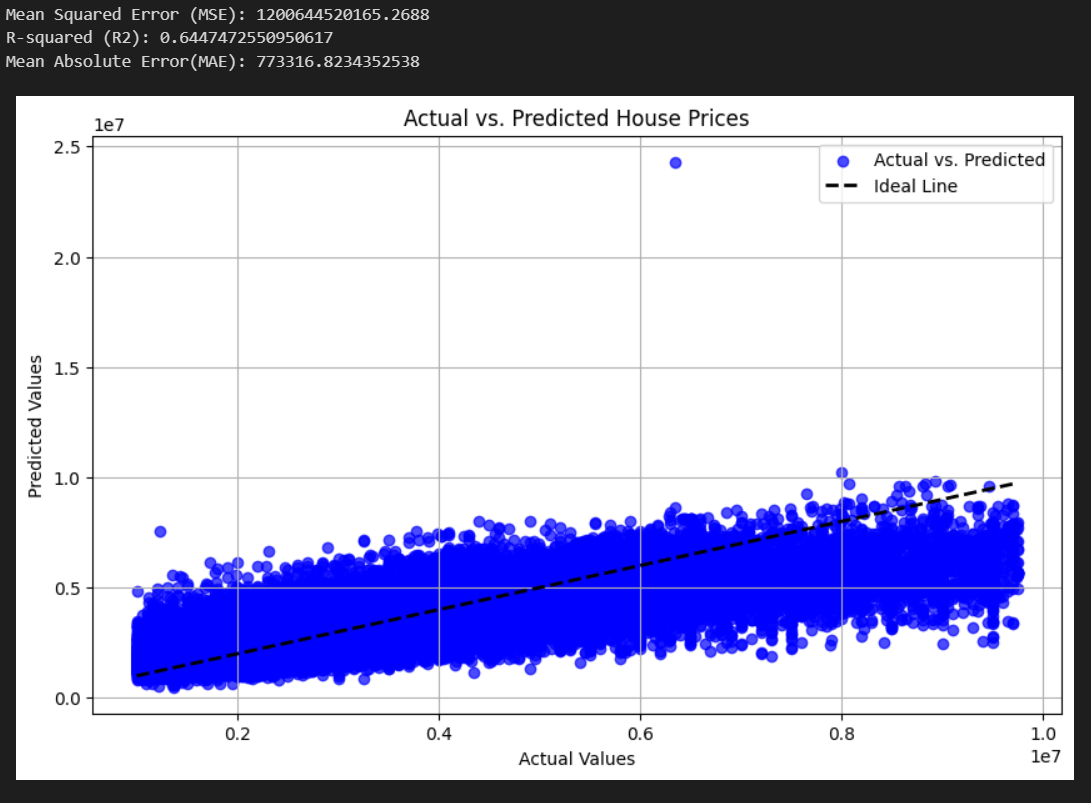 Mean Squared Error (MSE): 1200644520165.2688
R-squared (R2): 0.6447472550950617
Mean Absolute Error(MAE): 773316.8234352538
Actual vs. Predicted House Prices
1e7
2.5
2.0
1.5
1.0
0.5
0.0
Predicted Values
Actual vs. Predicted
Ideal Line
0.2 0.4 0.6 0.8 1.0
1e7
Actual Values